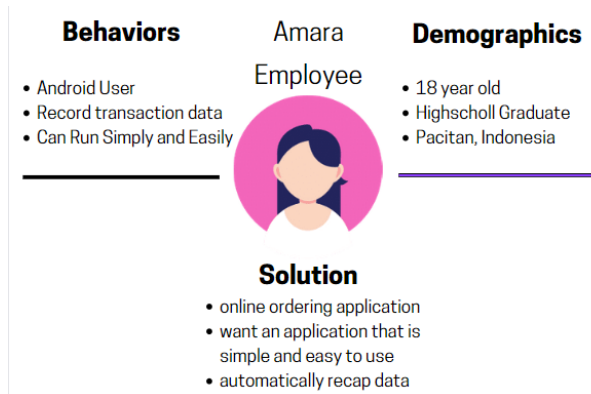 Behaviors
• Android User
• Record transaction data
• Can Run Simply and Easily
Amara
Employee
Demographics
• 18 year old
• Highscholl Graduate
• Pacitan, Indonesia
Solution
• online ordering application
• want an application that is
simple and easy to use
• automatically recap data